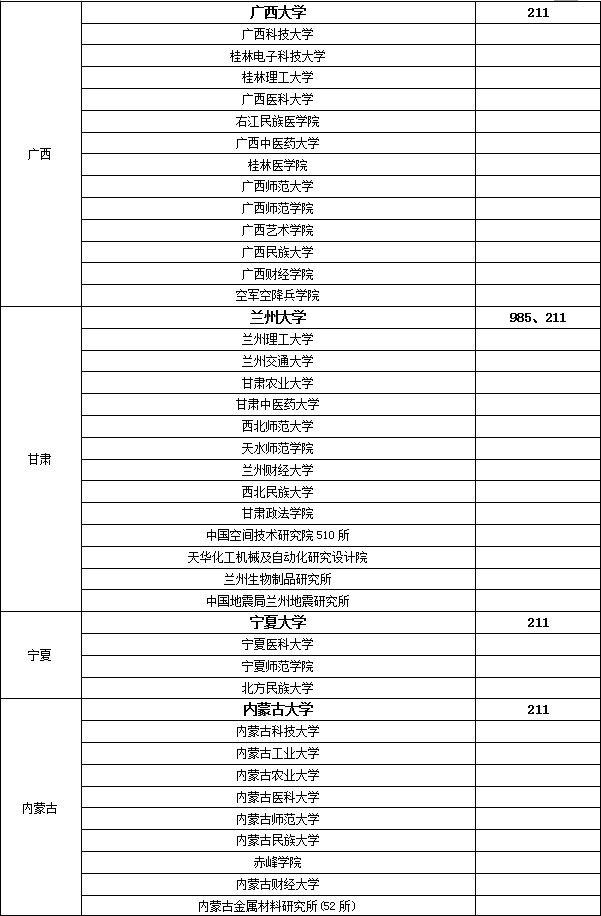 广西大学 211
广西科技大学
桂林电子科技大学
桂林理工大学
广西医科大学
右江民族医学院
广西中医药大学
广西
桂林医学院
广西师范大学
广西师范学院
广西艺术学院
广西民族大学
广西财经学院
空军空降兵学院
兰州大学 985、211
兰州理工大学
兰州交通大学
甘肃农业大学
甘肃中医药大学
西北师范大学
天水师范学院
甘肃
兰州财经大学
西北民族大学
甘肃政法学院
中国空间技术研究院510所
天华化工机械及自动化研究设计院
兰州生物制品研究所
中国地震局兰州地震研究所
宁夏大学 211
宁夏医科大学
宁夏
宁夏师范学院
北方民族大学
内蒙古大学 211
内蒙古科技大学
内蒙古工业大学
内蒙古农业大学
内蒙古医科大学
内蒙古
内蒙古师范大学
内蒙古民族大学
赤峰学院
内蒙古财经大学
内蒙古金属材料研究所(52所)